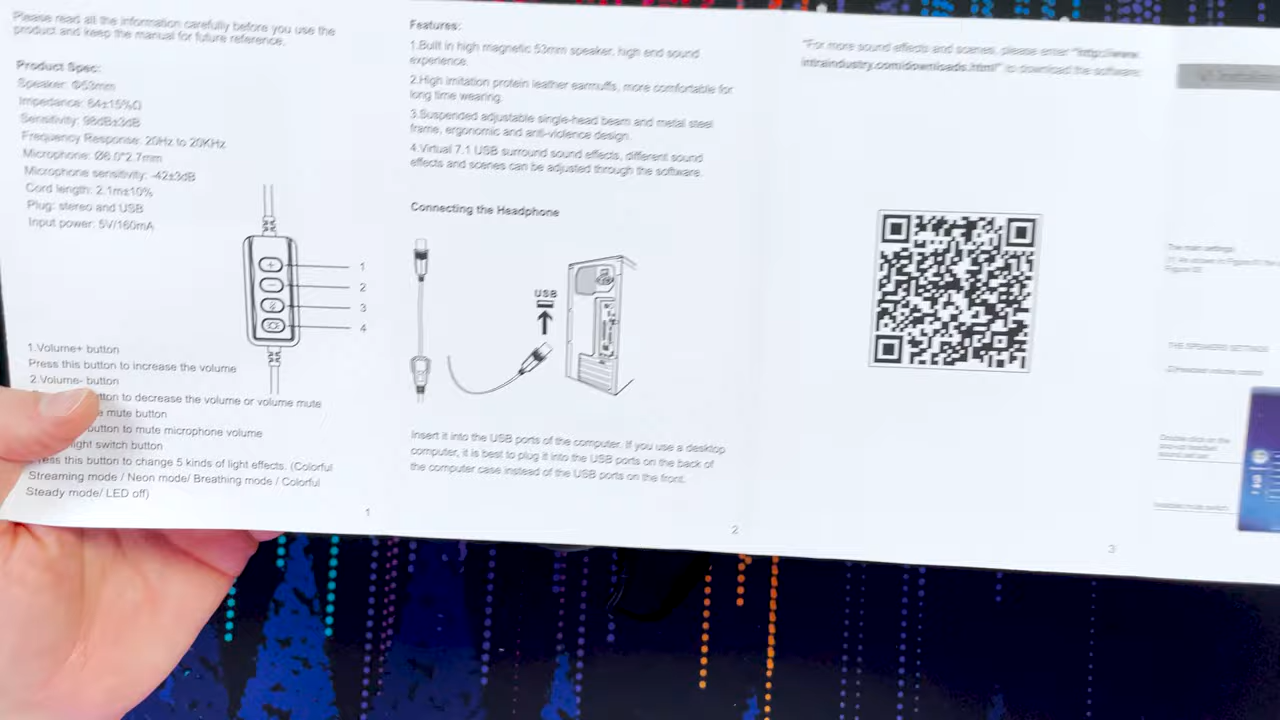 Please read all the information carefully before you use the
product and keep the manual for future reference.
Product Spec:
Speaker: Φ53mm
Impedance: 64±15%Ω
Sensitivity: 98dB±3dB
Frequency Response: 20Hz to 20KHz
Microphone: Ø6.0*2.7mm
Microphone sensitivity: -42±3dB
Cord length: 2.1m±10%
Plug: stereo and USB
Input power: 5V/160mA
1
2
3
4
1.Volume+ button
Press this button to increase the volume
2.Volume- button
to decrease the volume or volume mute
mute button
button to mute microphone volume
switch button
this button to change 5 kinds of light effects. (Colorful
Streaming mode / Neon mode/ Breathing mode / Colorful
Steady mode/ LED off)
1
Features:
1.Built in high magnetic 53mm speaker, high end sound
experience.
2.High imitation protein leather earmuffs, more comfortable for
long time wearing.
3.Suspended adjustable single-head beam and metal steel
frame, ergonomic and anti-violence design.
4.Virtual 7.1 USB surround sound effects, different sound
effects and scenes can be adjusted through the software.
Connecting the Headphone
USB
Insert it into the USB ports of the computer. If you use a desktop
computer, it is best to plug it into the USB ports on the back of
the computer case instead of the USB ports on the front.
2
"For more sound effects and scenes, please enter "http://www.
intraindustry.com/downloads.html" to download the software.
3
The main settings
THE SPEAKERS SETTINGS
Double click on the